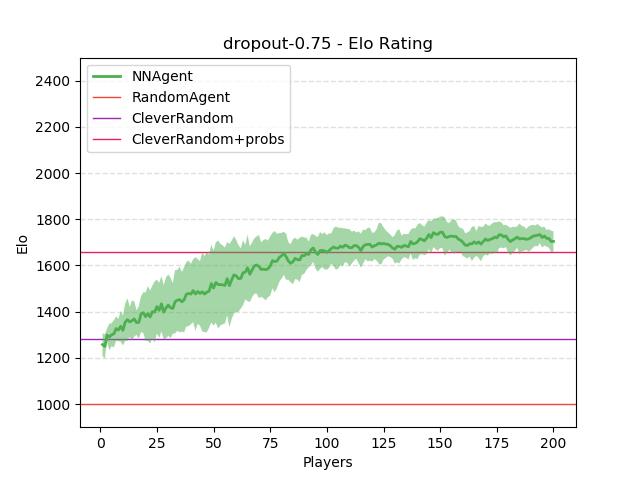 dropout-0.75 - Elo Rating
NNAgent
RandomAgent
CleverRandom
CleverRandom+probs
2400
2200
2000
1800
1600
1400
1200
1000
Elo
0 25 50 75 100 125 150 175 200
Players